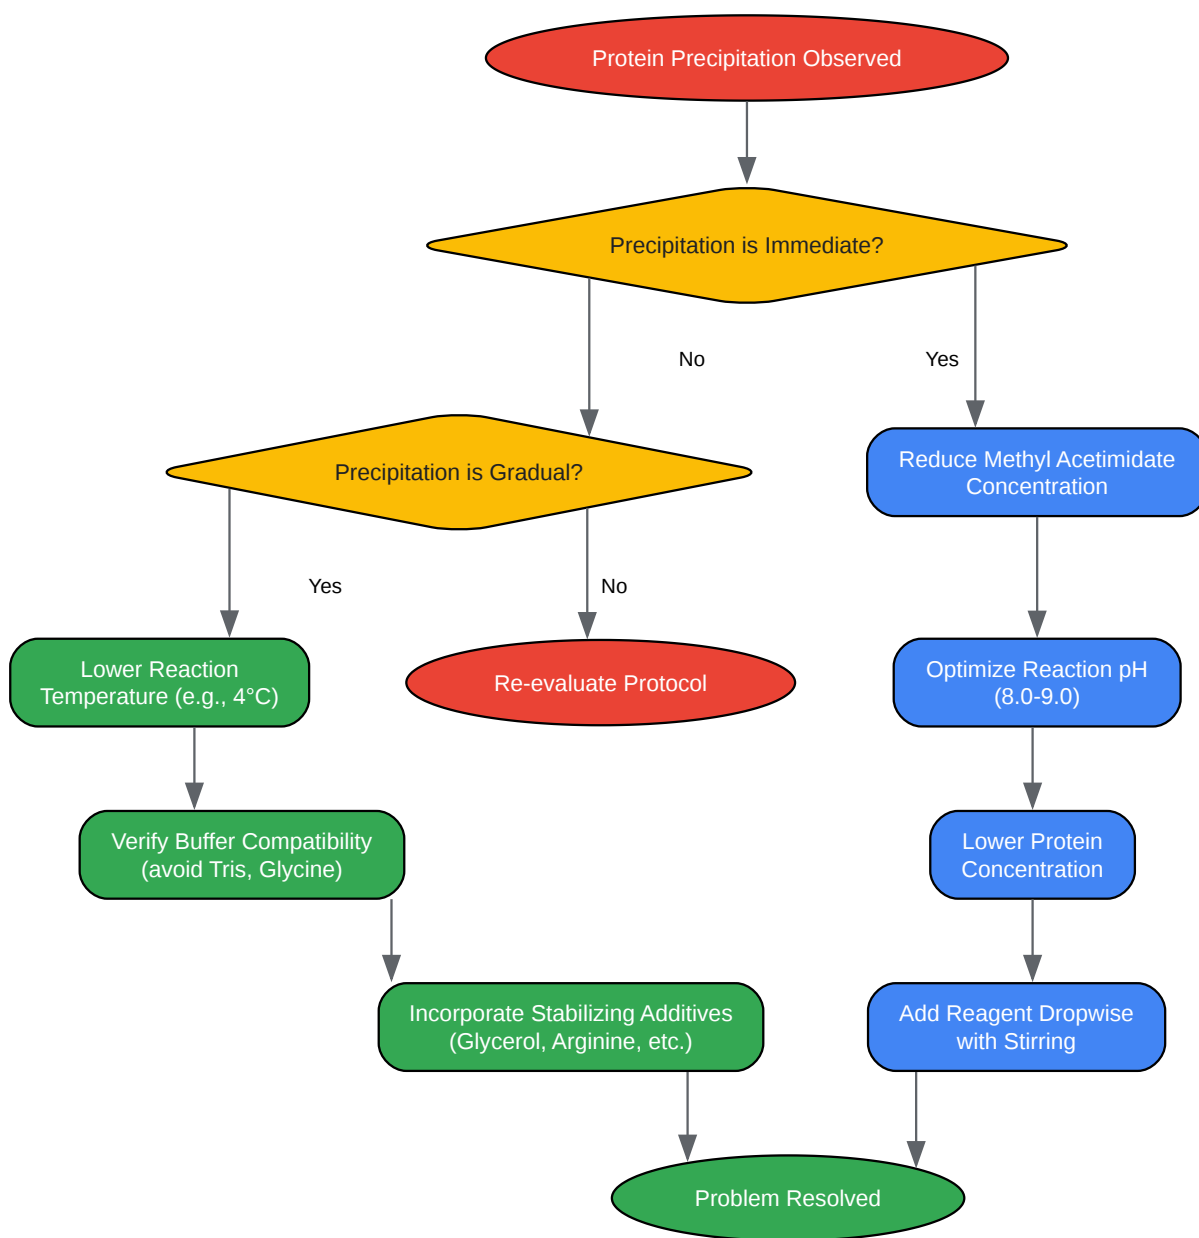 Protein Precipitation Observed
Precipitation is Immediate?
No
Yes
Precipitation is Gradual?
Reduce Methyl Acetimidate
Concentration
Yes
No
Lower Reaction
Temperature (e.g., 4°C)
Re-evaluate Protocol
Optimize Reaction pH
(8.0-9.0)
Verify Buffer Compatibility
(avoid Tris, Glycine)
Lower Protein
Concentration
Incorporate Stabilizing Additives
(Glycerol, Arginine, etc.)
Add Reagent Dropwise
with Stirring
Problem Resolved